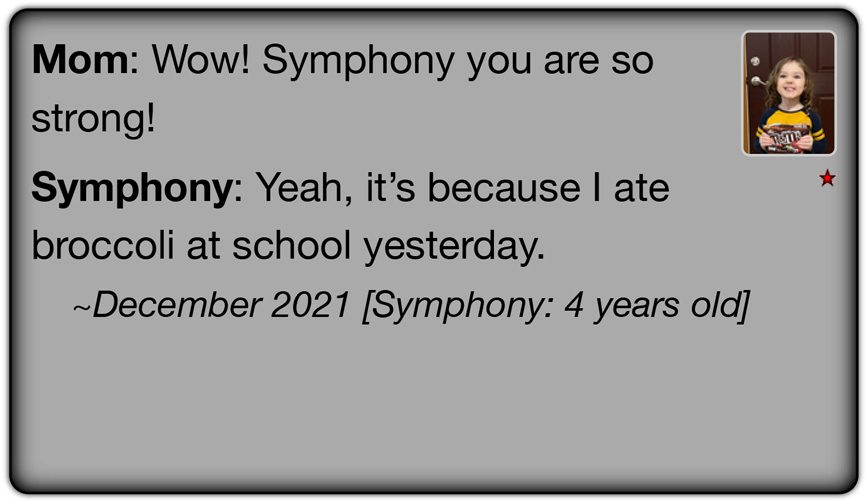 Mom: Wow! Symphony you are so
strong!
Symphony: Yeah, it's because I ate
broccoli at school yesterday.
~December 2021 [Symphony: 4 years old]